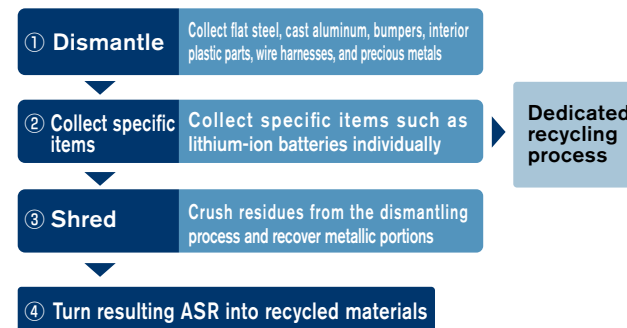 ① Dismantle
Collect flat steel, cast aluminum, bumpers, interior
plastic parts, wire harnesses, and precious metals
② Collect specific
items
Collect specific items such as
lithium-ion batteries individually
Dedicated
recycling
process
③ Shred
Crush residues from the dismantling
process and recover metallic portions
④ Turn resulting ASR into recycled materials